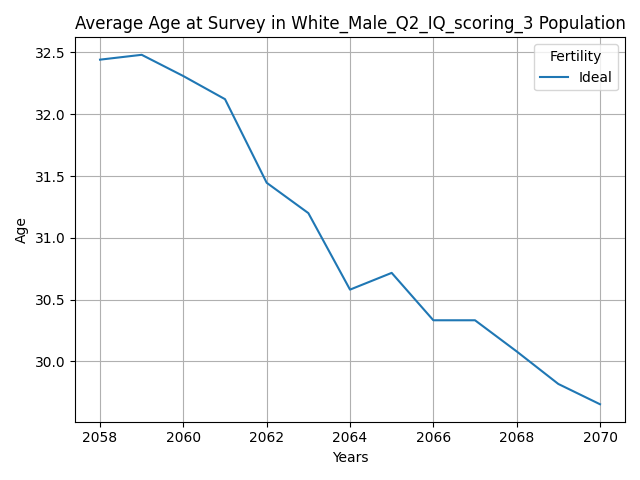 Average Age at Survey in White_Male_Q2_IQ_scoring_3 Population
Fertility
Ideal
32.5
32.0
31.5
31.0
30.5
30.0
Age
2058 2060 2062 2064 2066 2068 2070
Years